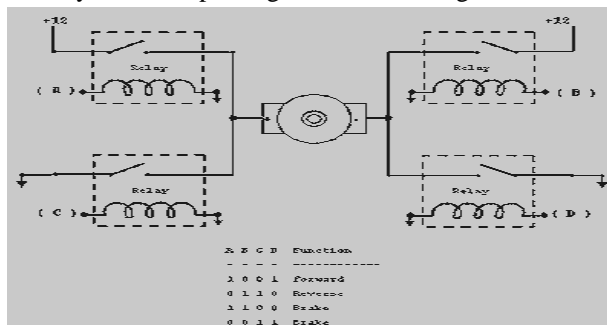 +12 +12
Relay Relay
( A ) ( B )
Relay Relay
( C ) ( D )
A B C D Function
- - - - ------------
1 0 0 1 Forward
0 1 1 0 Reverse
1 1 0 0 Brake
0 0 1 1 Brake